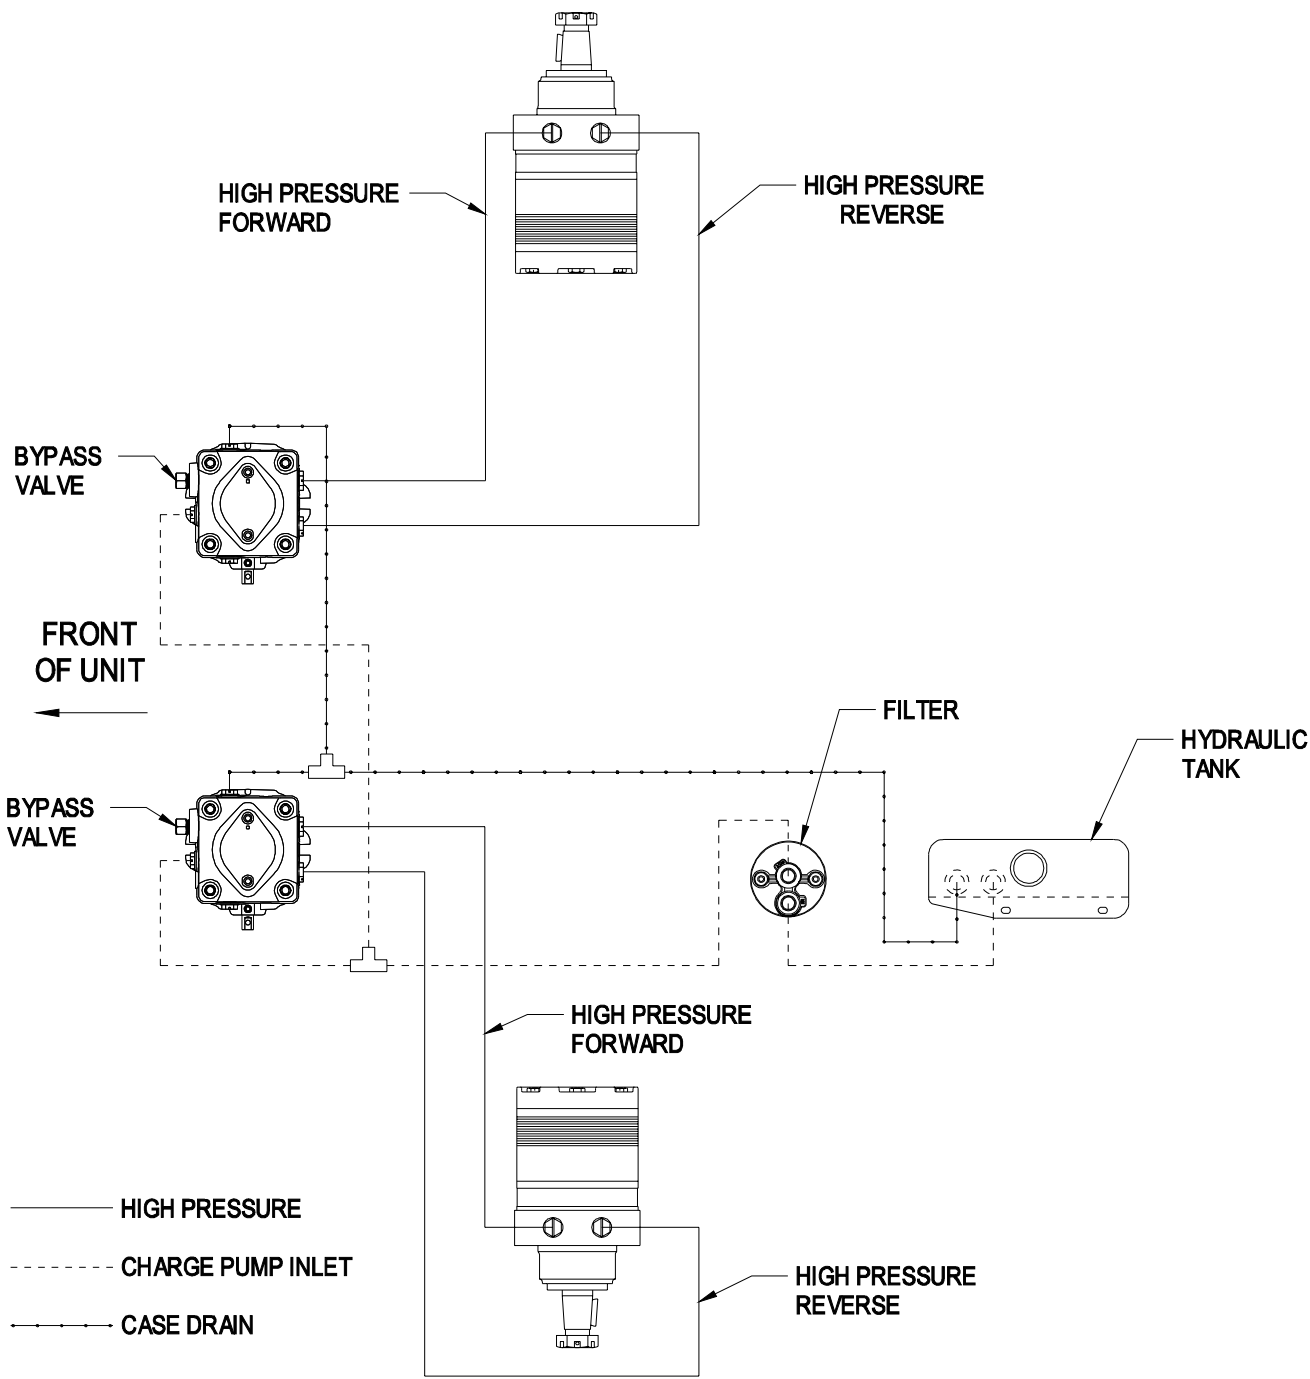 HIGH PRESSURE
FORWARD
HIGH PRESSURE
REVERSE
BYPASS
VALVE
FRONT
OF UNIT
FILTER
HYDRAULIC
TANK
BYPASS
VALVE
HIGH PRESSURE
FORWARD
HIGH PRESSURE
CHARGE PUMP INLET
CASE DRAIN
HIGH PRESSURE
REVERSE